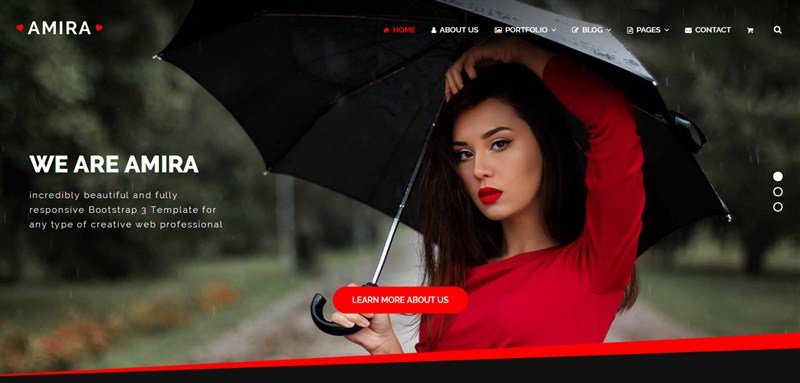 AMIRA
HOME ABOUT US PORTFOLIO BLOG PAGES CONTACT
WE ARE AMIRA
incredibly beautiful and fully
responsive Bootstrap 3 Template for
any type of creative web professional
LEARN MORE ABOUT US